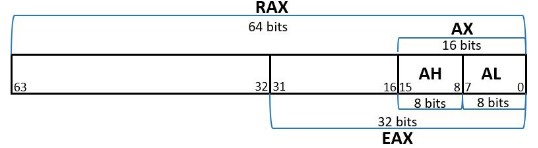 RAX
64 bits
AX
16 bits
AH AL
63 32 31 16 15 8 7 0
8 bits 8 bits
32 bits
EAX